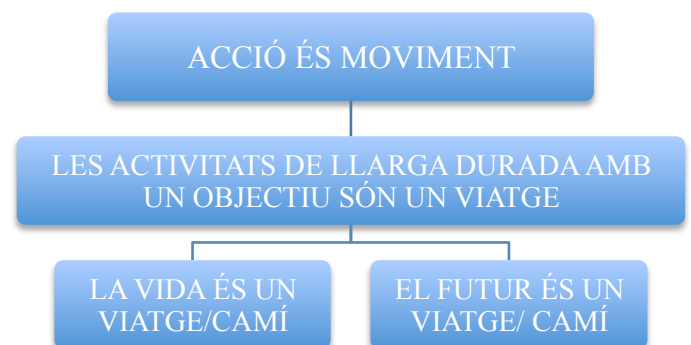 ACCIÓ ÉS MOVIMENT
LES ACTIVITATS DE LLARGA DURADA AMB
UN OBJECTIU SÓN UN VIATGE
LA VIDA ÉS UN
VIATGE/CAMÍ
EL FUTUR ÉS UN
VIATGE/ CAMÍ